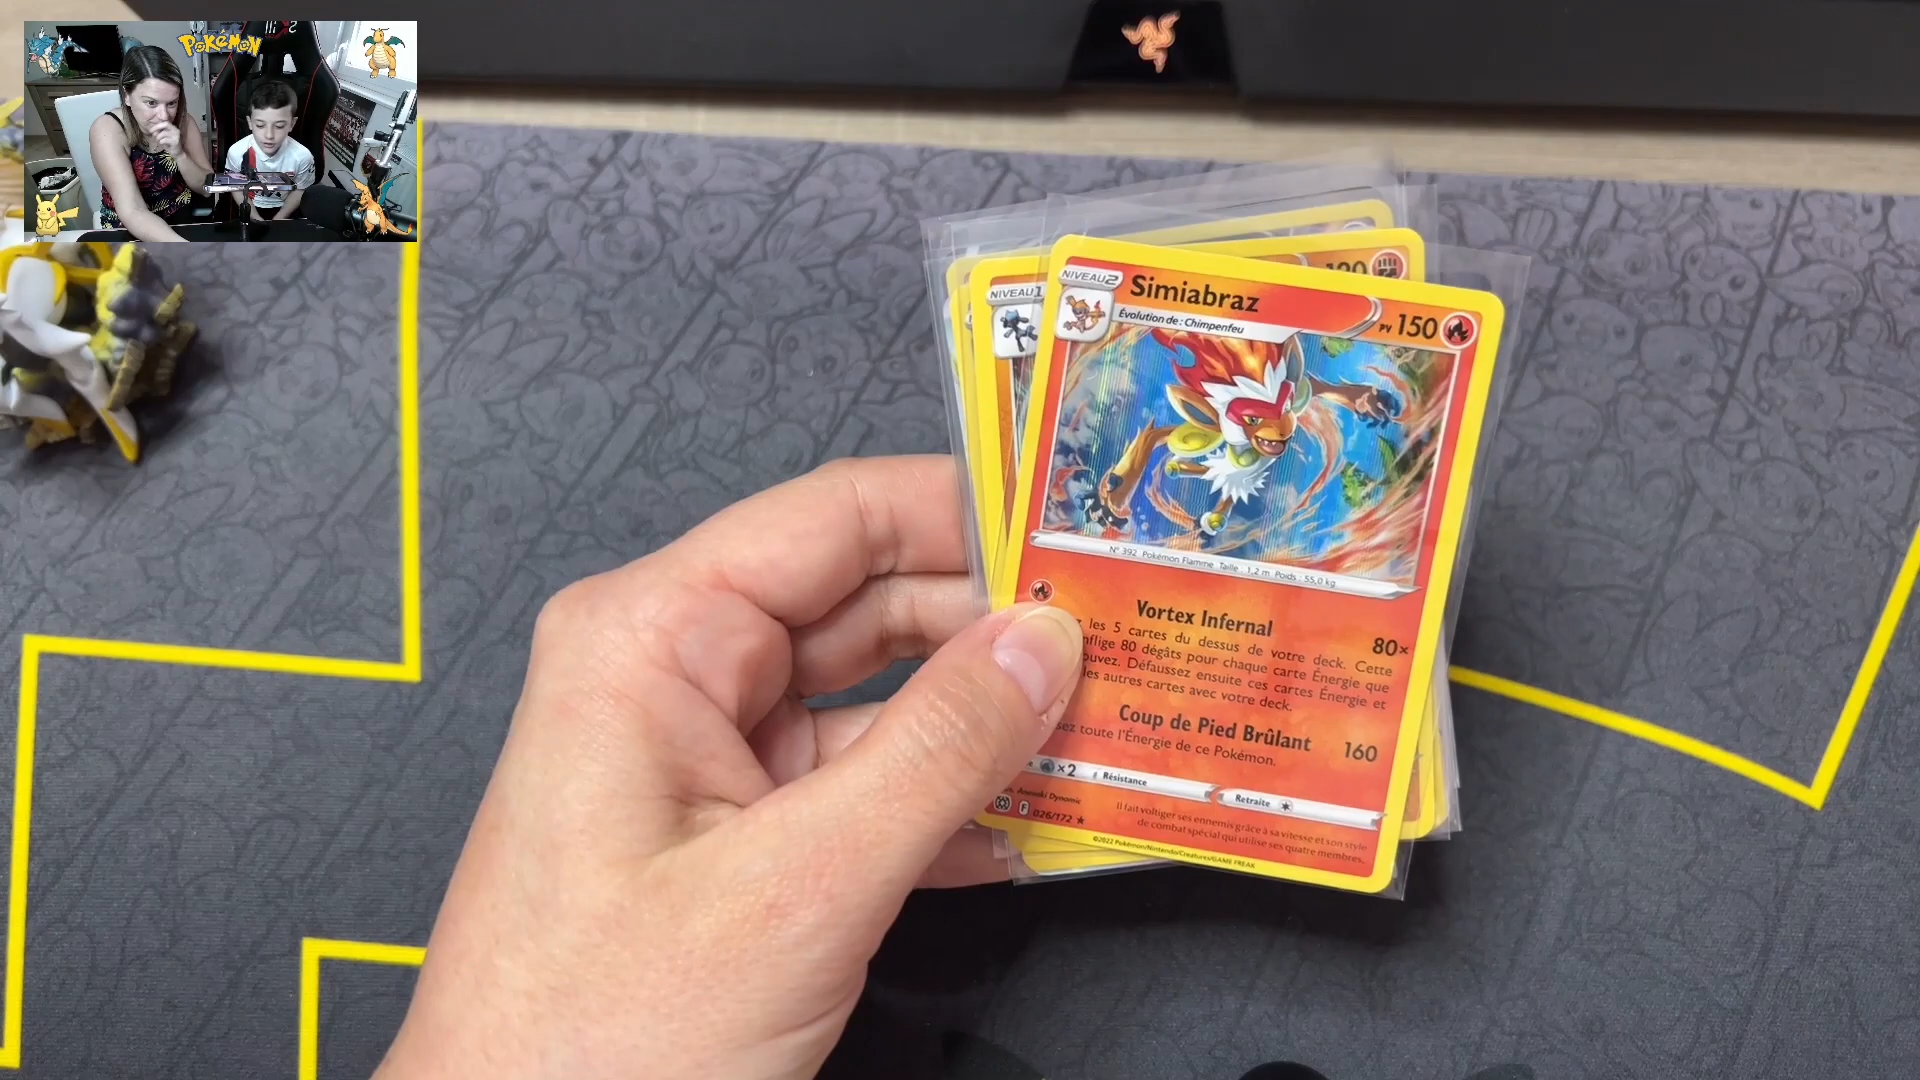 POKéMON
NIVEAU 1
120
NIVEAU 2
Simiabraz
PV 150
Évolution de : Chimpenfeu
N° 392 Pokémon Flamme Taille : 1,2 m Poids : 55,0 kg
Vortex Infernal 80×
les 5 cartes du dessus de votre deck. Cette
nflige 80 dégâts pour chaque carte Énergie que
ouvez. Défaussez ensuite ces cartes Énergie et
les autres cartes avec votre deck.
Coup de Pied Brûlant 160
sez toute l'Énergie de ce Pokémon.
×2 Résistance Retraite
Anesaki Dynamic
F 026/172 ★
Il fait voltiger ses ennemis grâce à sa vitesse et son style
de combat spécial qui utilise ses quatre membres.
©2022 Pokémon/Nintendo/Creatures/GAME FREAK